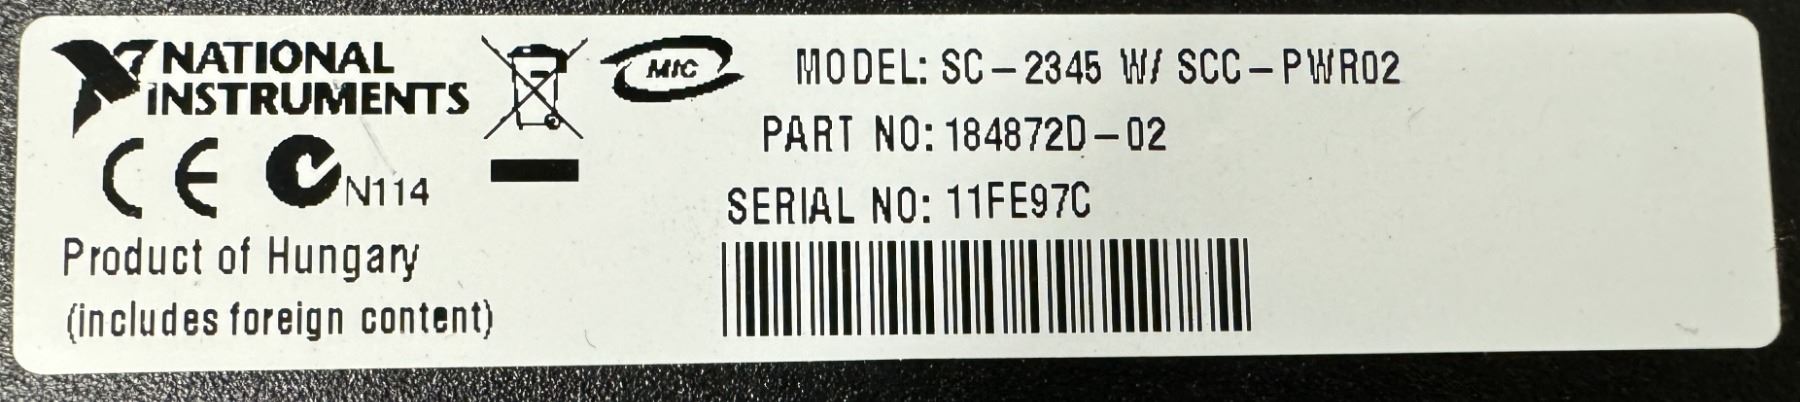 NATIONAL
INSTRUMENTS
MIC
CE
N114
Product of Hungary
(includes foreign content)
MODEL: SC-2345 W/ SCC-PWR02
PART NO: 184872D-02
SERIAL NO: 11FE97C